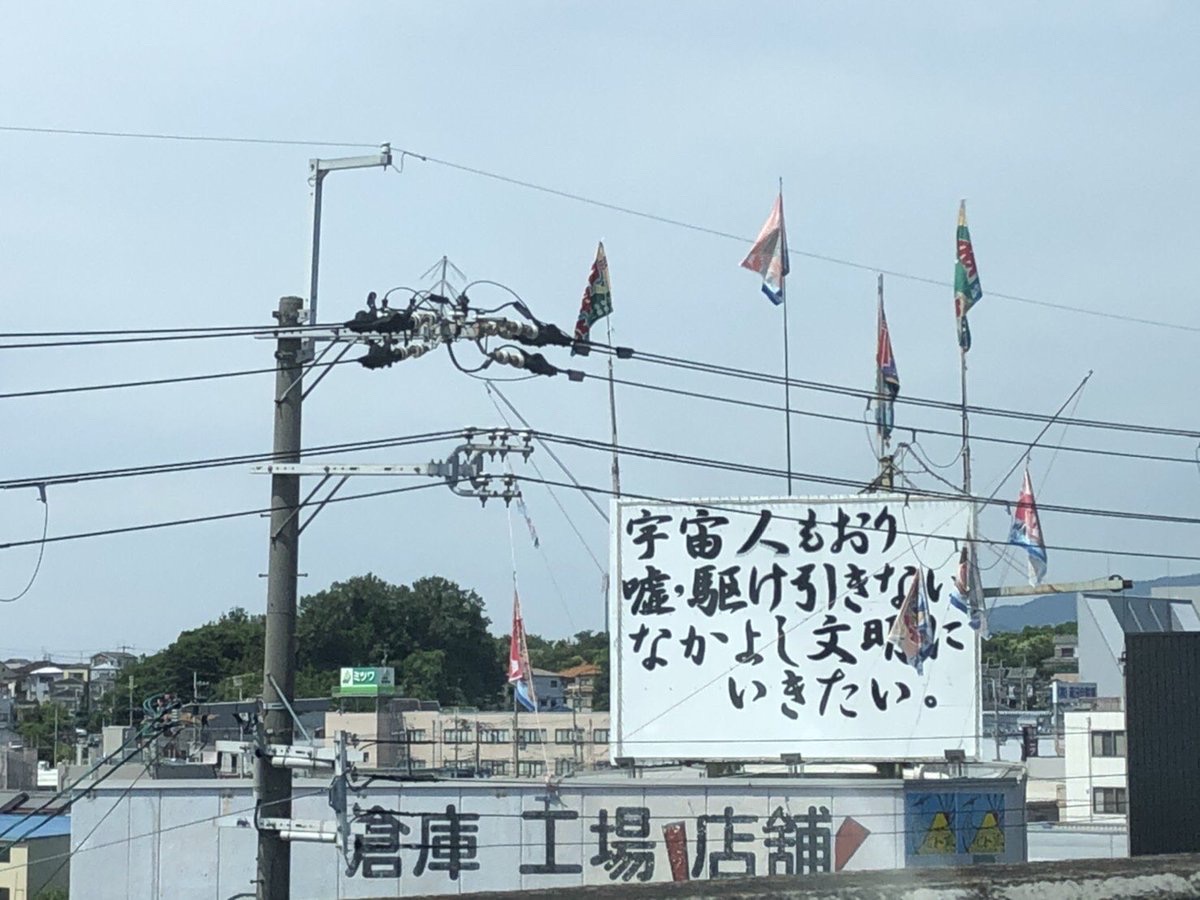 ミツワ
宇宙人もおり
嘘・駆け引きない
なかよし文明に
いきたい。
倉庫 工場 店舗